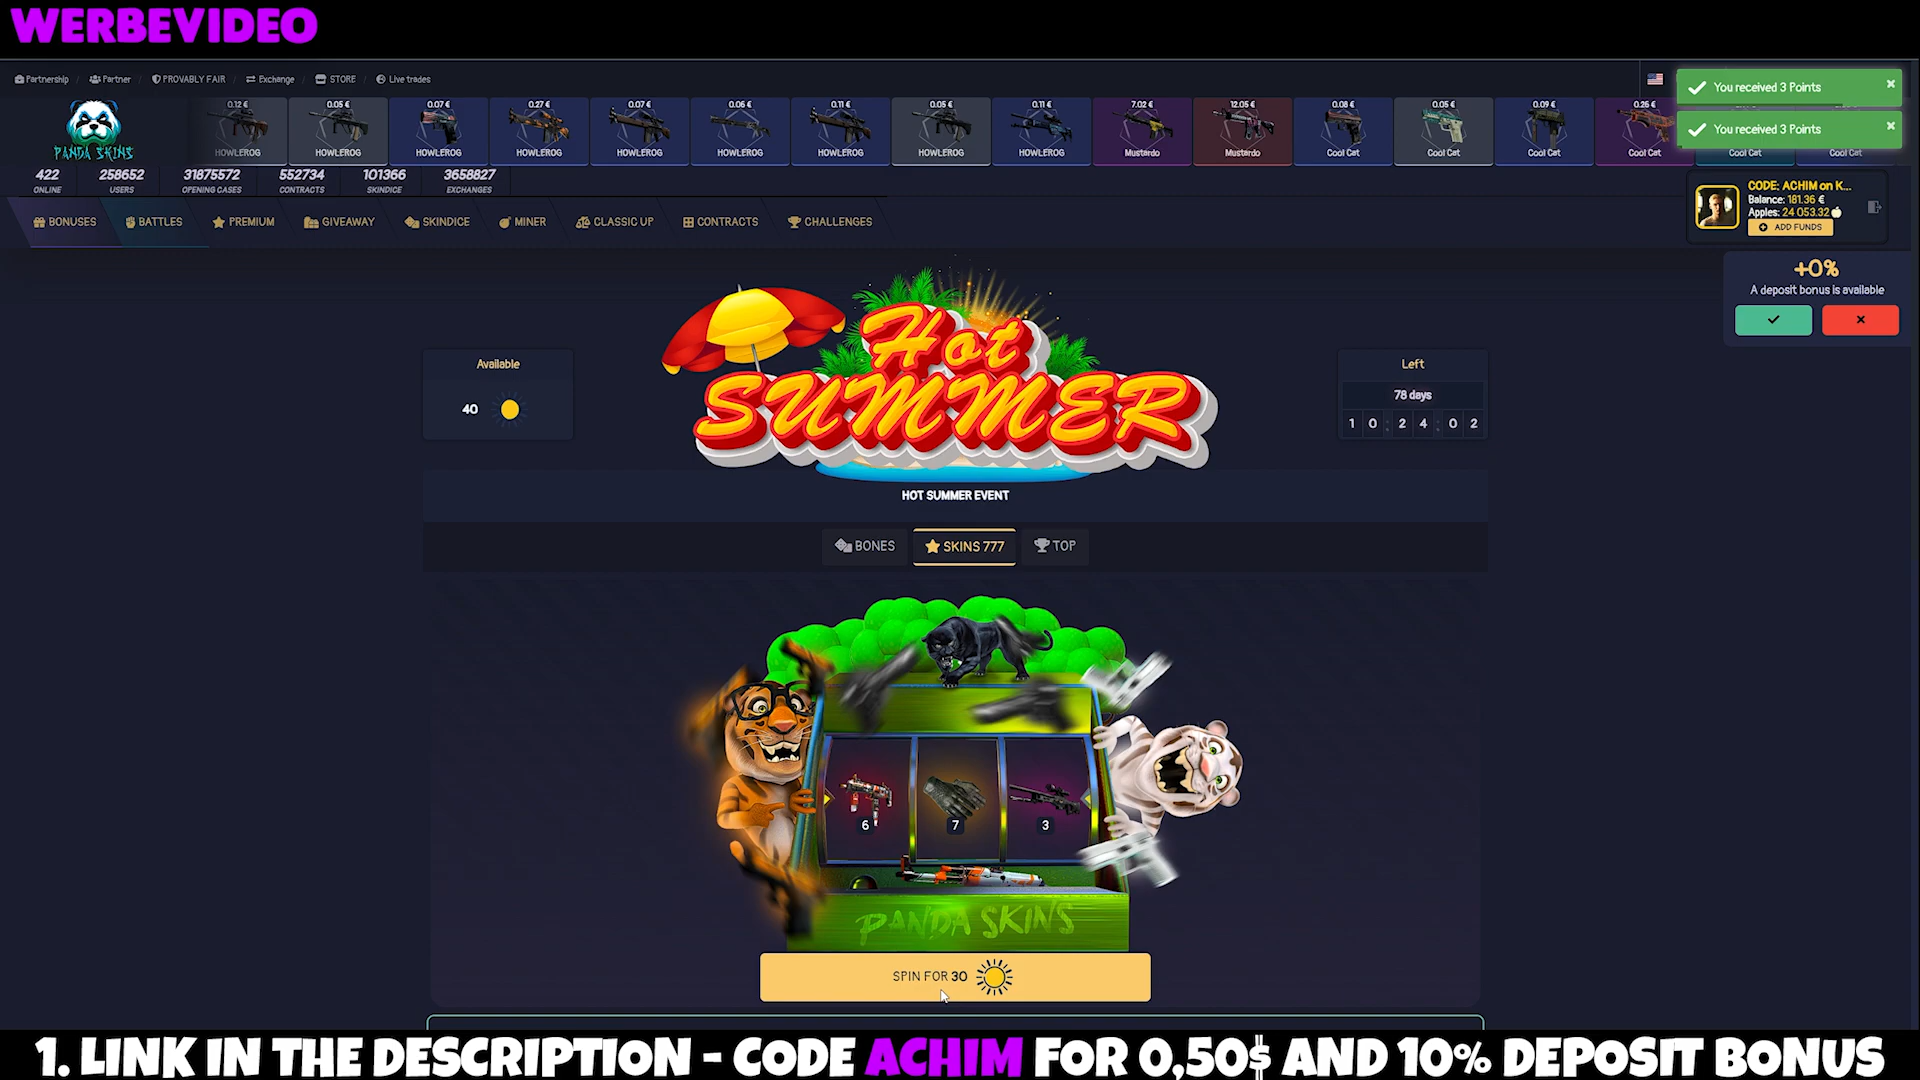 WERBEVIDEO
Partnership / Partner / PROVABLY FAIR / Exchange / STORE / Live trades
You received 3 Points
You received 3 Points
PANDA SKINS
0.12 € 0.05 € 0.07 € 0.27 € 0.07 € 0.06 € 0.11 € 0.05 € 0.11 € 7.02 € 12.05 € 0.08 € 0.05 € 0.09 € 0.26 €
HOWLEROG HOWLEROG HOWLEROG HOWLEROG HOWLEROG HOWLEROG HOWLEROG HOWLEROG HOWLEROG Mustardo Mustardo Cool Cat Cool Cat Cool Cat Cool Cat Cool Cat Cool Cat
422 258652 31875572 552734 101366 3658827
ONLINE USERS OPENING CASES CONTRACTS SKINDICE EXCHANGES
CODE: ACHIM on K...
Balance: 181.36 €
Apples: 24 053.32
ADD FUNDS
BONUSES BATTLES PREMIUM GIVEAWAY SKINDICE MINER CLASSIC UP CONTRACTS CHALLENGES
+0%
A deposit bonus is available
Available
40
Hot
SUMMER
Left
78 days
10:24:02
HOT SUMMER EVENT
BONES SKINS 777 TOP
6 7 3
PANDA SKINS
SPIN FOR 30
1. LINK IN THE DESCRIPTION - CODE ACHIM FOR 0,50$ AND 10% DEPOSIT BONUS